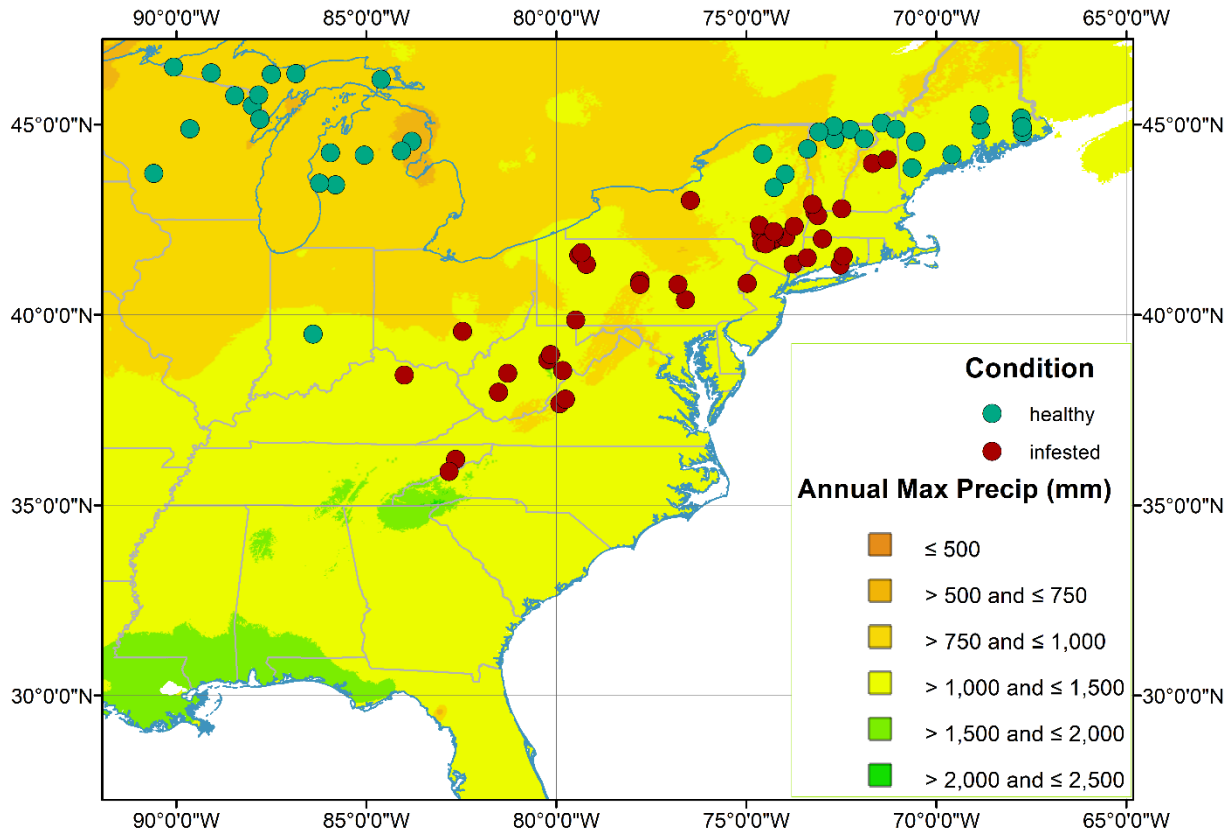 90°0'0"W 85°0'0"W 80°0'0"W 75°0'0"W 70°0'0"W 65°0'0"W
45°0'0"N 45°0'0"N
40°0'0"N 40°0'0"N
35°0'0"N 35°0'0"N
30°0'0"N 30°0'0"N
Condition
healthy
infested
Annual Max Precip (mm)
≤ 500
> 500 and ≤ 750
> 750 and ≤ 1,000
> 1,000 and ≤ 1,500
> 1,500 and ≤ 2,000
> 2,000 and ≤ 2,500
90°0'0"W 85°0'0"W 80°0'0"W 75°0'0"W 70°0'0"W 65°0'0"W